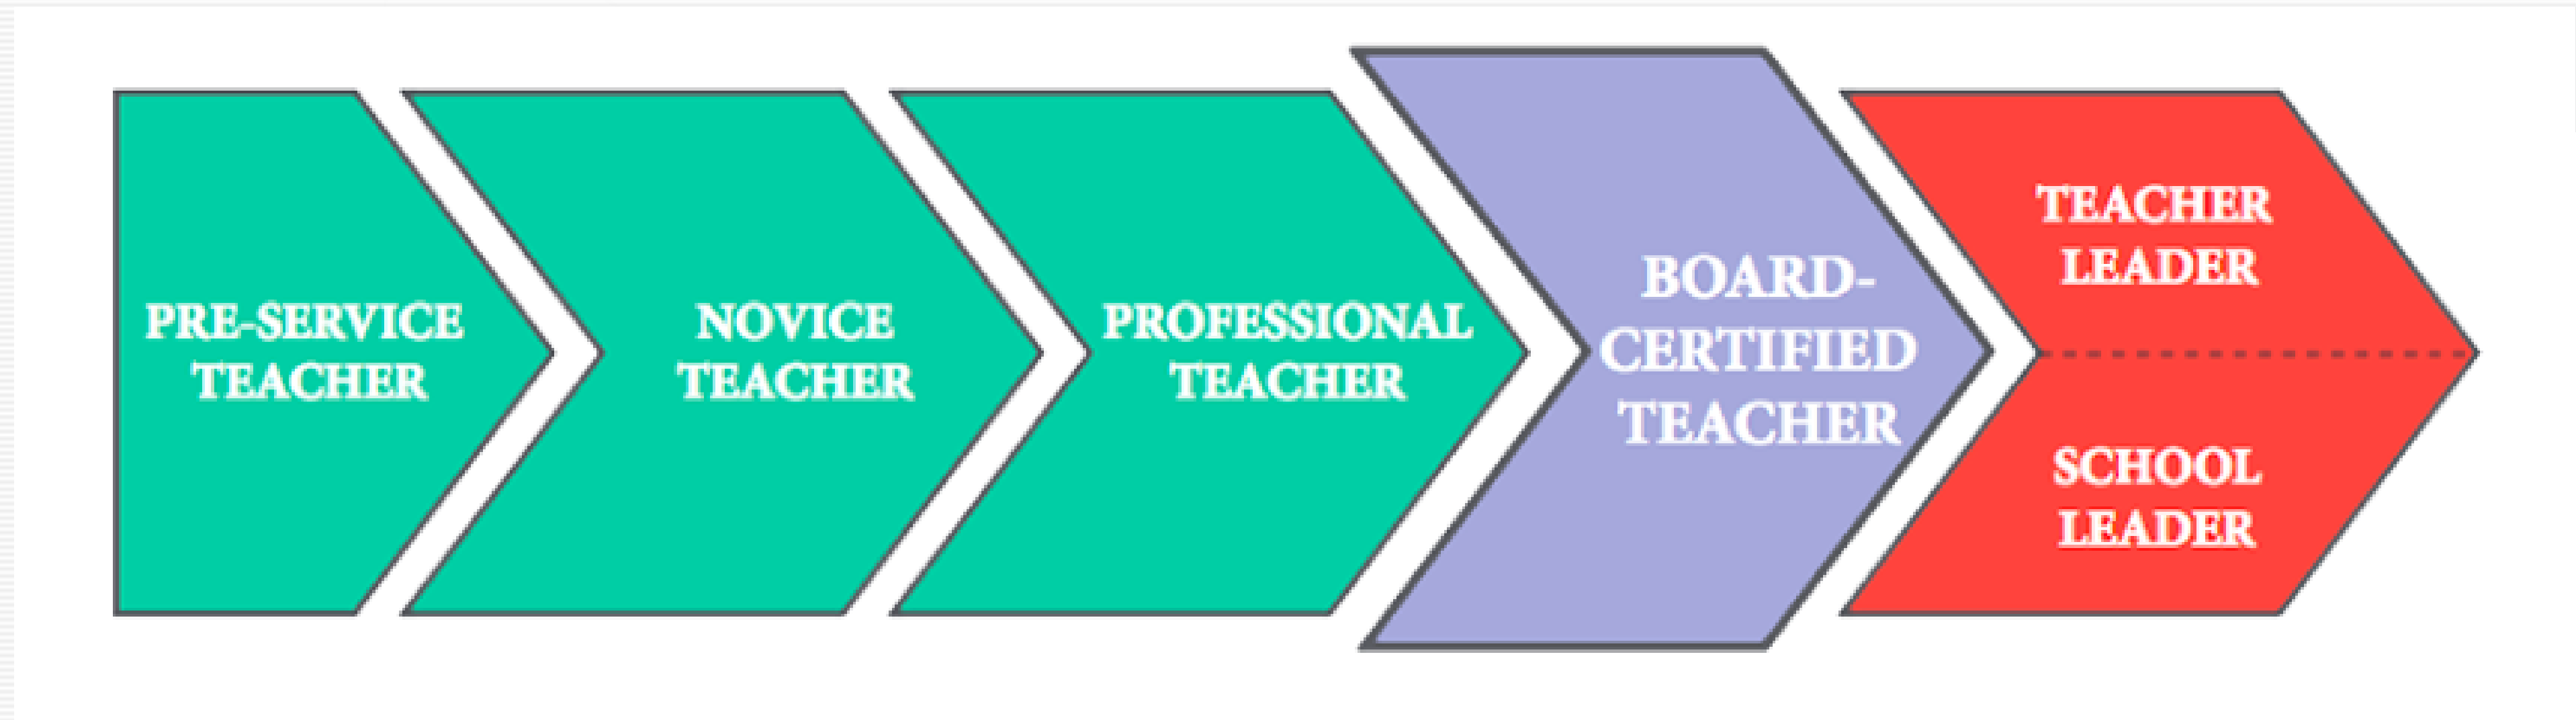 PRE-SERVICE
TEACHER
NOVICE
TEACHER
PROFESSIONAL
TEACHER
BOARD-
CERTIFIED
TEACHER
TEACHER
LEADER
SCHOOL
LEADER